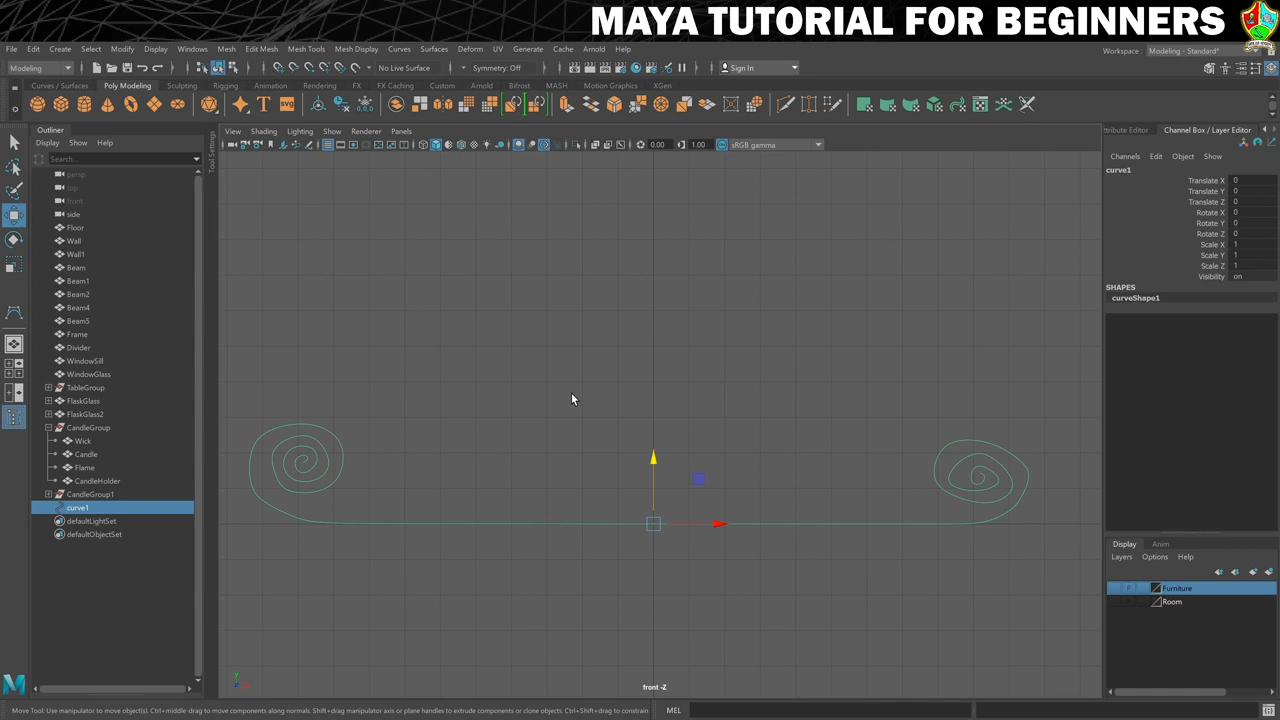 MAYA TUTORIAL FOR BEGINNERS
File Edit Create Select Modify Display Windows Mesh Edit Mesh Mesh Tools Mesh Display Curves Surfaces Deform UV Generate Cache Arnold Help
Workspace: Modeling - Standard*
Modeling No Live Surface Symmetry: Off Sign In
Curves / Surfaces Poly Modeling Sculpting Rigging Animation Rendering FX FX Caching Custom Arnold Bifrost MASH Motion Graphics XGen
SVG
Outliner
Display Show Help
Search...
persp
top
front
side
Floor
Wall
Wall1
Beam
Beam1
Beam2
Beam4
Beam5
Frame
Divider
WindowSill
WindowGlass
TableGroup
FlaskGlass
FlaskGlass2
CandleGroup
Wick
Candle
Flame
CandleHolder
CandleGroup1
curve1
defaultLightSet
defaultObjectSet
Tool Settings
View Shading Lighting Show Renderer Panels
0.00 1.00 sRGB gamma
front -Z
tribute Editor Channel Box / Layer Editor
Channels Edit Object Show
curve1
Translate X 0
Translate Y 0
Translate Z 0
Rotate X 0
Rotate Y 0
Rotate Z 0
Scale X 1
Scale Y 1
Scale Z 1
Visibility on
SHAPES
curveShape1
Display Anim
Layers Options Help
P Furniture
Room
Move Tool: Use manipulator to move object(s). Ctrl+middle-drag to move components along normals. Shift+drag manipulator axis or plane handles to extrude components or clone objects. Ctrl+Shift+drag to constrain
MEL